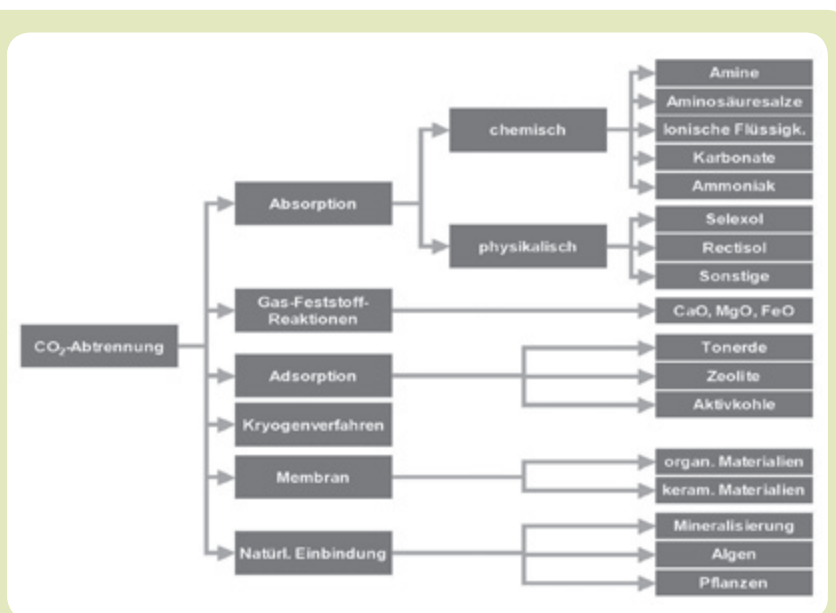 CO₂-Abtrennung
Absorption
chemisch
Amine
Aminosäuresalze
Ionische Flüssigk.
Karbonate
Ammoniak
physikalisch
Selexol
Rectisol
Sonstige
Gas-Feststoff-
Reaktionen
CaO, MgO, FeO
Adsorption
Tonerde
Zeolite
Aktivkohle
Kryogenverfahren
Membran
organ. Materialien
keram. Materialien
Natürl. Einbindung
Mineralisierung
Algen
Pflanzen